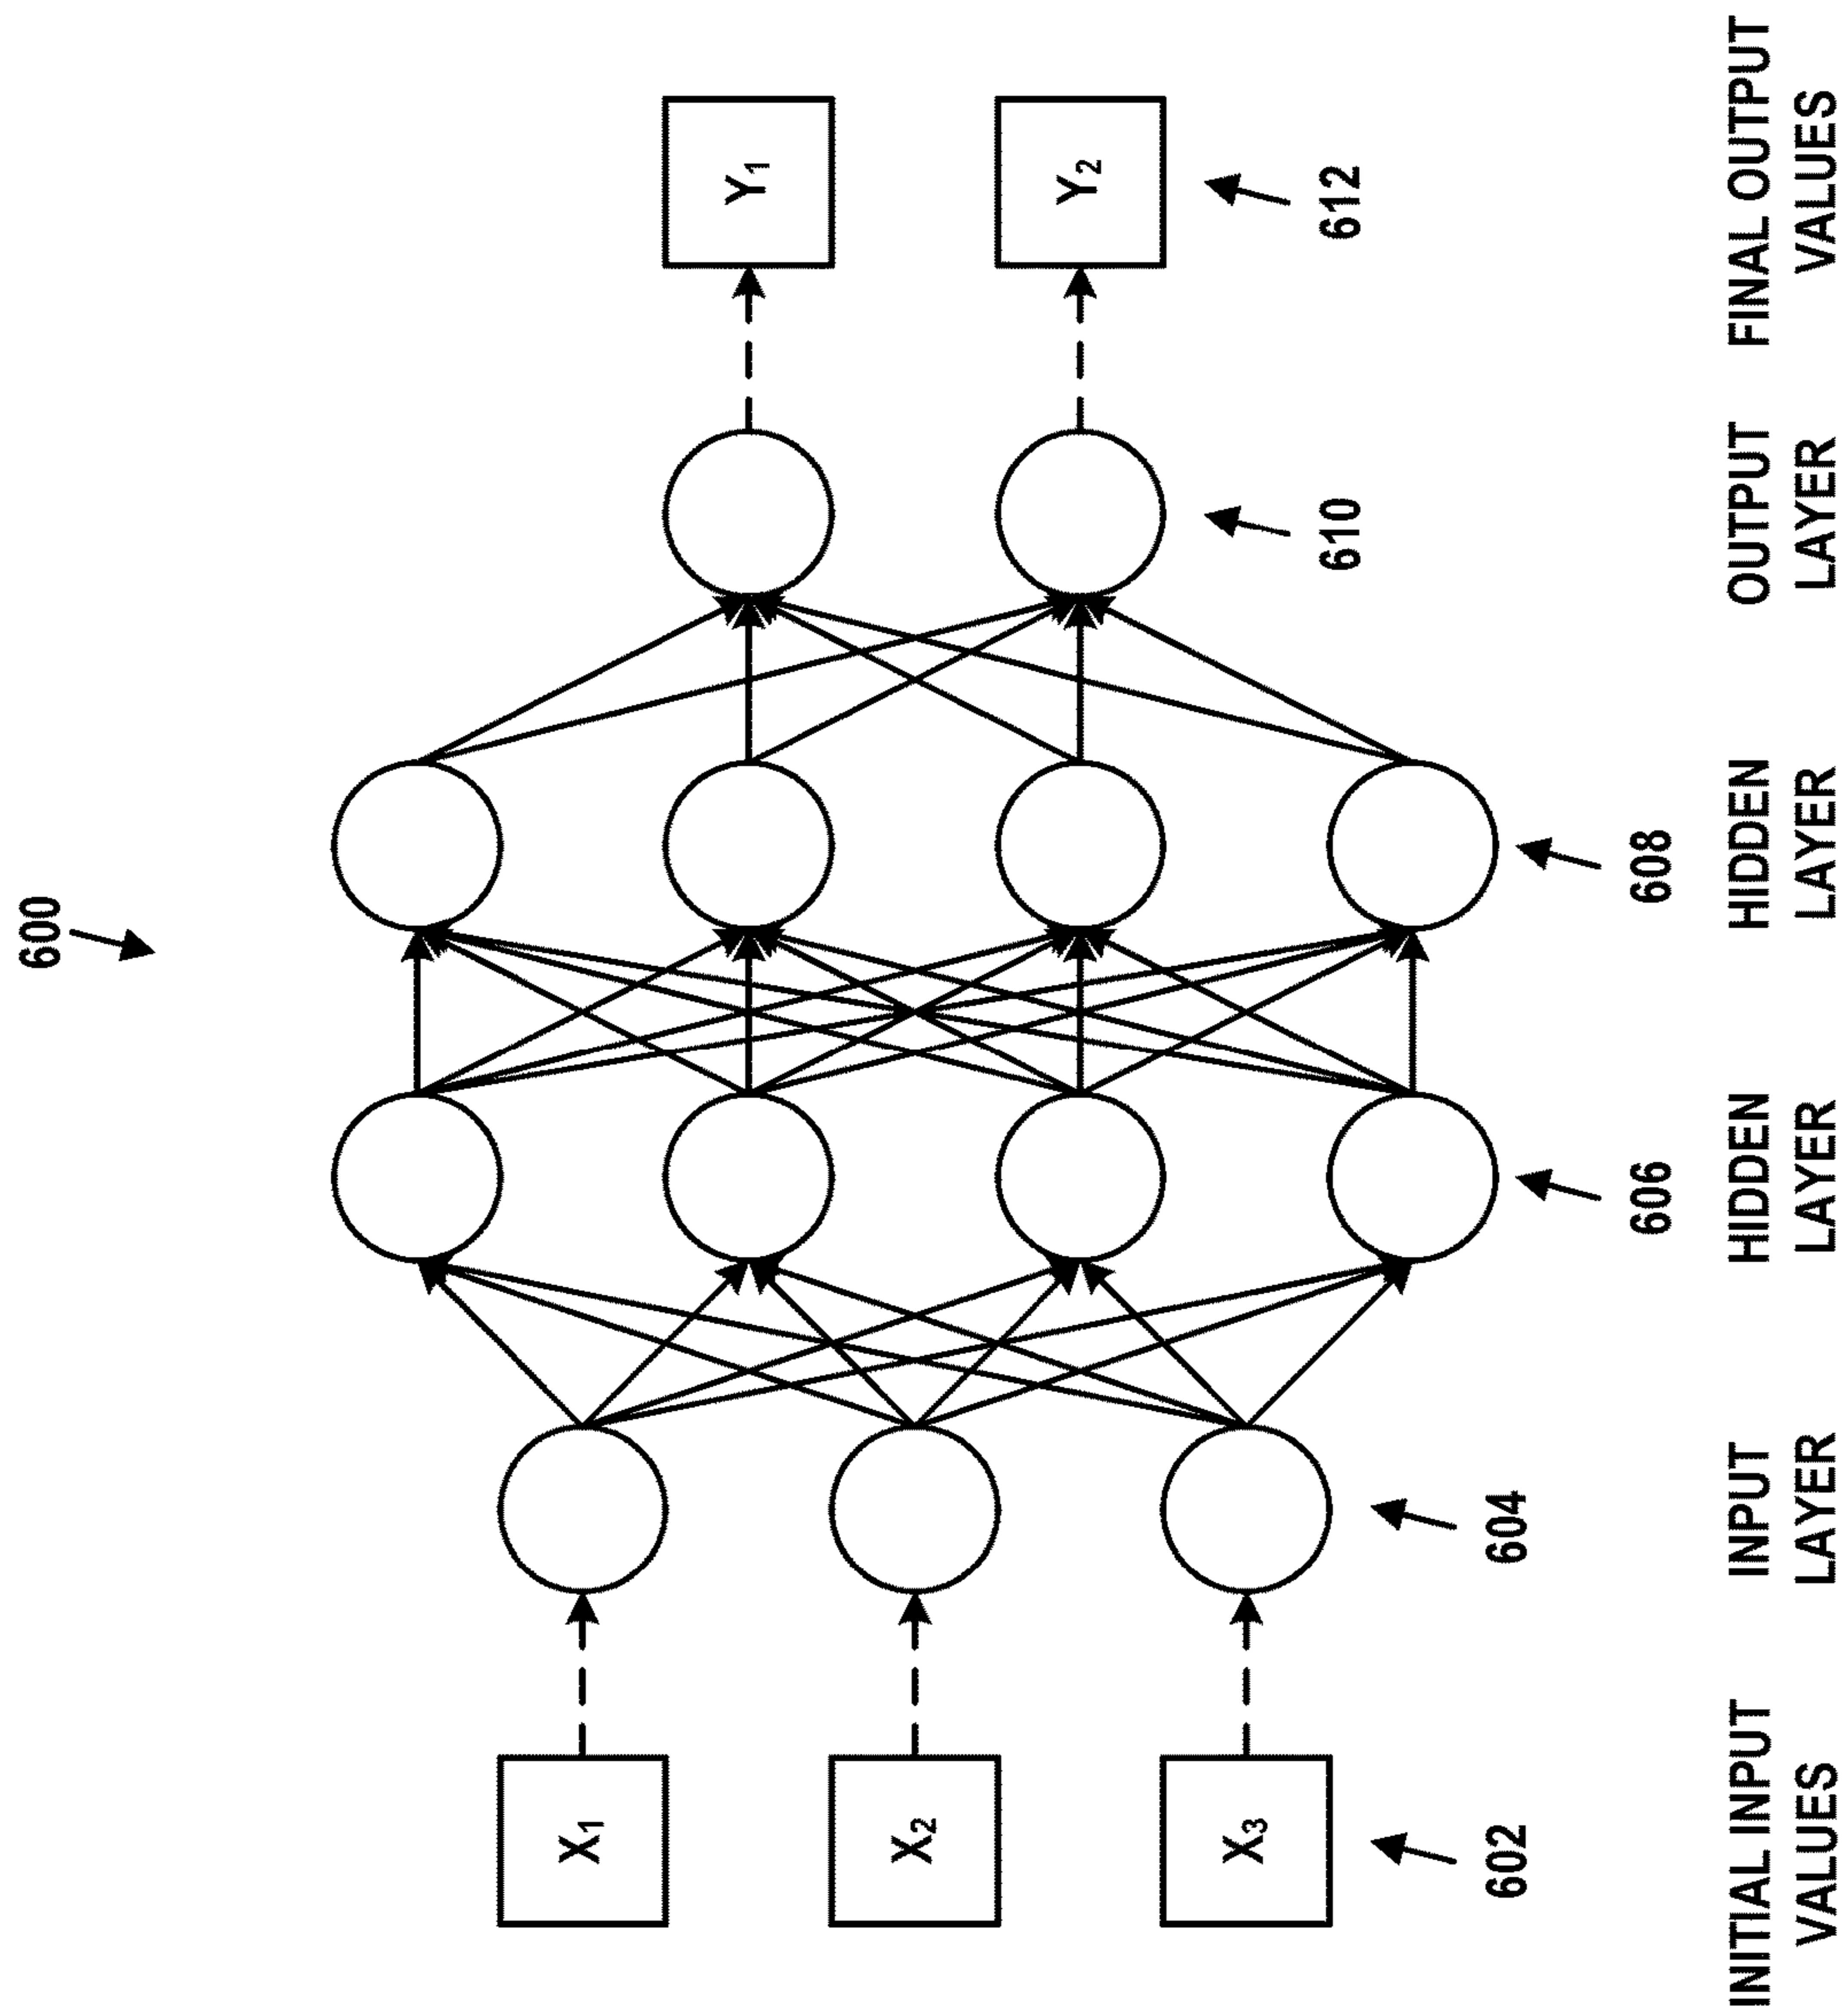 600
X1
X2
X3
Y1
Y2
602
604
606
608
610
612
INITIAL INPUT
VALUES
INPUT
LAYER
HIDDEN
LAYER
HIDDEN
LAYER
OUTPUT
LAYER
FINAL OUTPUT
VALUES